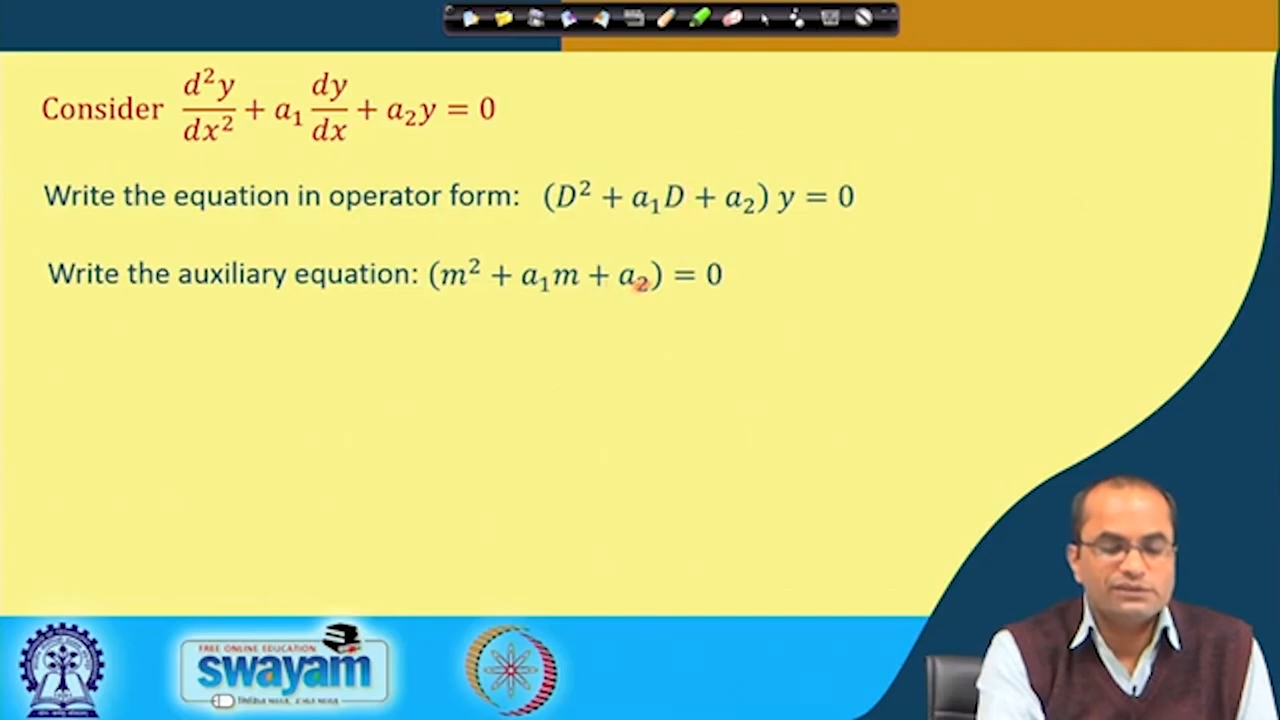 Consider d²y/dx² + a₁ dy/dx + a₂y = 0
Write the equation in operator form: (D² + a₁D + a₂) y = 0
Write the auxiliary equation: (m² + a₁m + a₂) = 0
FREE ONLINE EDUCATION
swayam